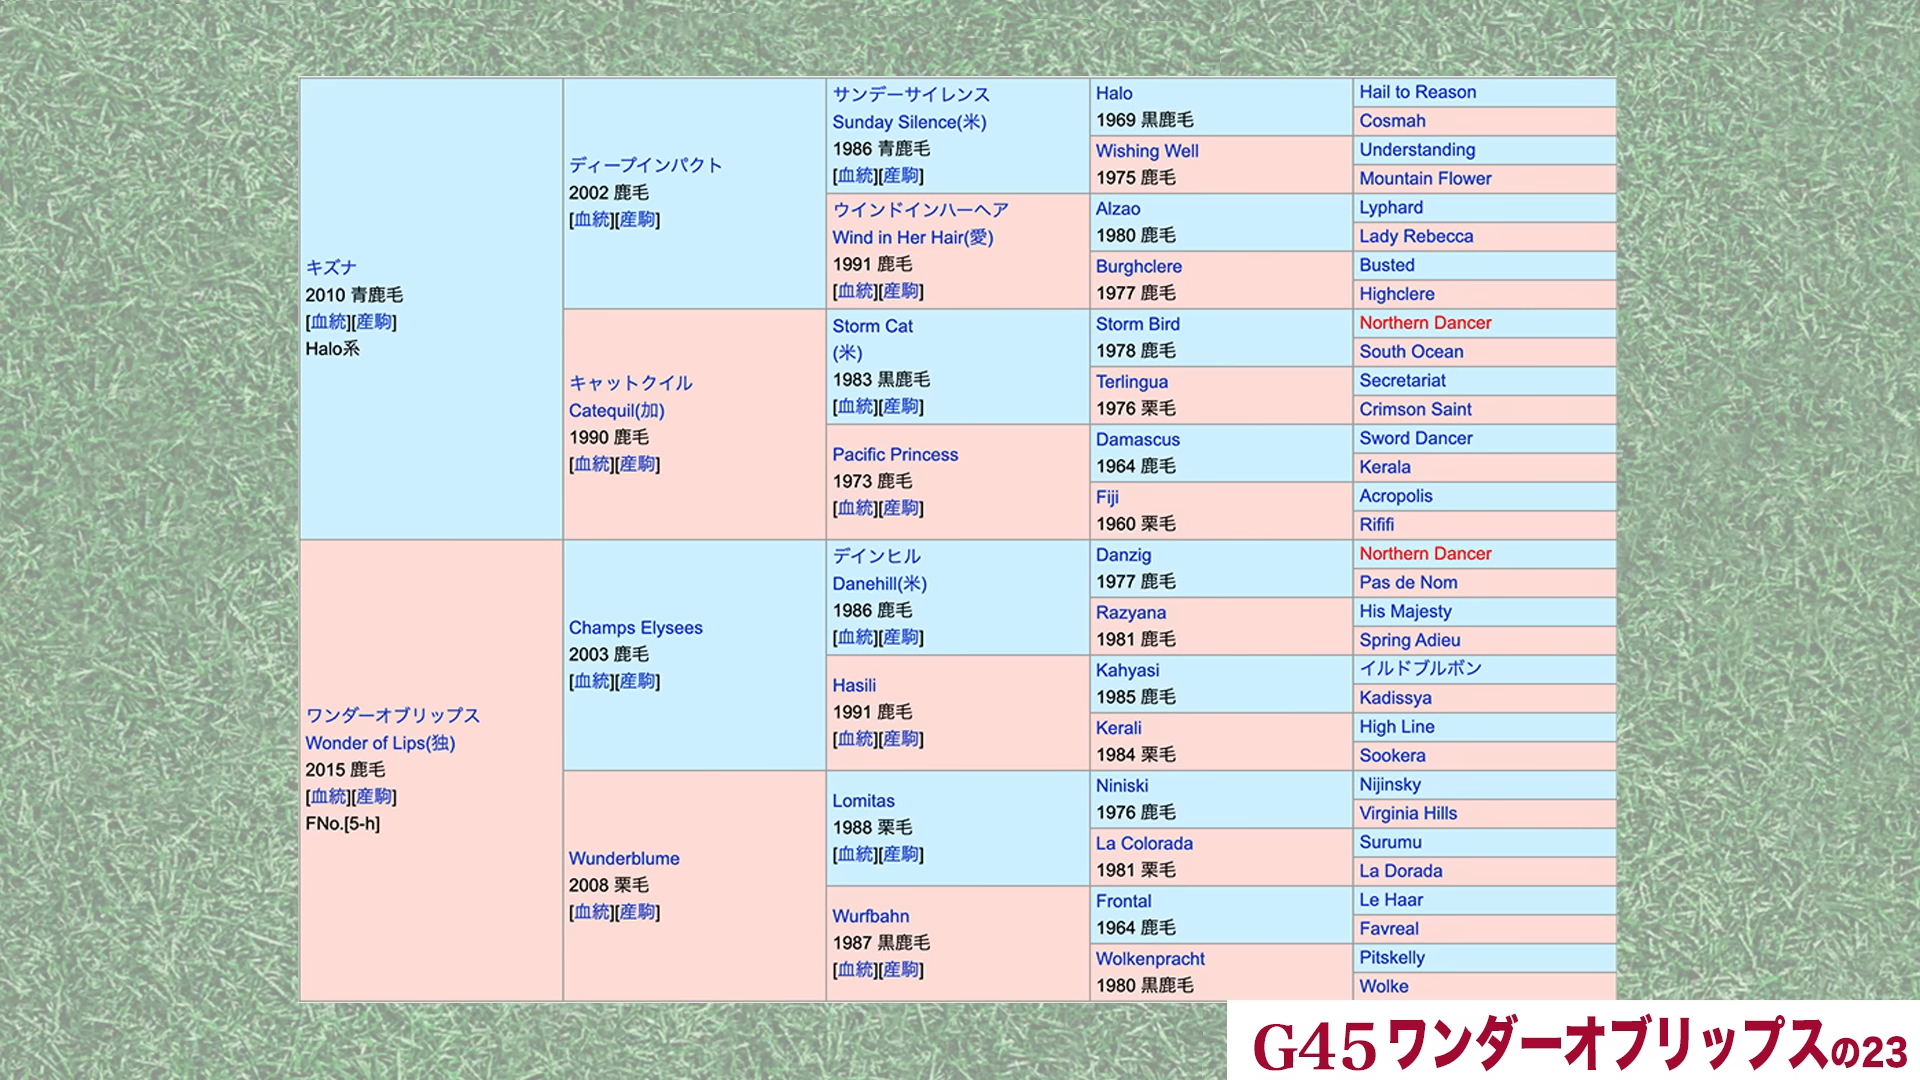 キズナ
2010 青鹿毛
[血統][産駒]
Halo系
ディープインパクト
2002 鹿毛
[血統][産駒]
サンデーサイレンス
Sunday Silence(米)
1986 青鹿毛
[血統][産駒]
Halo
1969 黒鹿毛
Hail to Reason
Cosmah
Wishing Well
1975 鹿毛
Understanding
Mountain Flower
ウインドインハーヘア
Wind in Her Hair(愛)
1991 鹿毛
[血統][産駒]
Alzao
1980 鹿毛
Lyphard
Lady Rebecca
Burghclere
1977 鹿毛
Busted
Highclere
キャットクイル
Catequil(加)
1990 鹿毛
[血統][産駒]
Storm Cat
(米)
1983 黒鹿毛
[血統][産駒]
Storm Bird
1978 鹿毛
Northern Dancer
South Ocean
Terlingua
1976 栗毛
Secretariat
Crimson Saint
Pacific Princess
1973 鹿毛
[血統][産駒]
Damascus
1964 鹿毛
Sword Dancer
Kerala
Fiji
1960 栗毛
Acropolis
Rififi
ワンダーオブリップス
Wonder of Lips(独)
2015 鹿毛
[血統][産駒]
FNo.[5-h]
Champs Elysees
2003 鹿毛
[血統][産駒]
デインヒル
Danehill(米)
1986 鹿毛
[血統][産駒]
Danzig
1977 鹿毛
Northern Dancer
Pas de Nom
Razyana
1981 鹿毛
His Majesty
Spring Adieu
Hasili
1991 鹿毛
[血統][産駒]
Kahyasi
1985 鹿毛
イルドブルボン
Kadissya
Kerali
1984 栗毛
High Line
Sookera
Wunderblume
2008 栗毛
[血統][産駒]
Lomitas
1988 栗毛
[血統][産駒]
Niniski
1976 鹿毛
Nijinsky
Virginia Hills
La Colorada
1981 栗毛
Surumu
La Dorada
Wurfbahn
1987 黒鹿毛
[血統][産駒]
Frontal
1964 鹿毛
Le Haar
Favreal
Wolkenpracht
1980 黒鹿毛
Pitskelly
Wolke
G45 ワンダーオブリップスの23